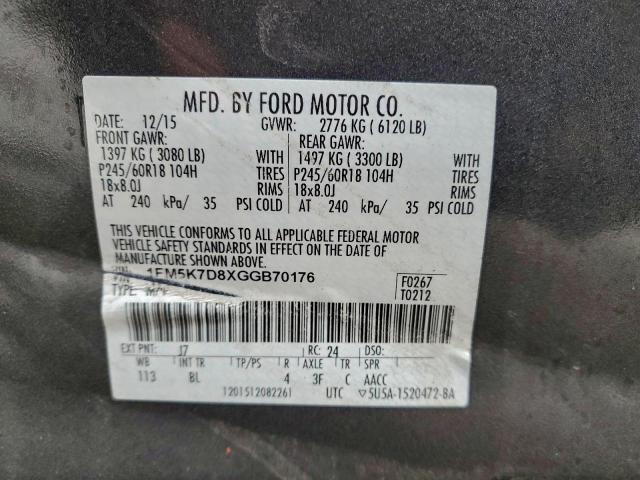 MFD. BY FORD MOTOR CO.
DATE: 12/15 GVWR: 2776 KG ( 6120 LB)
FRONT GAWR: REAR GAWR:
1397 KG ( 3080 LB) WITH 1497 KG ( 3300 LB) WITH
P245/60R18 104H TIRES P245/60R18 104H TIRES
18x8.0J RIMS 18x8.0J RIMS
AT 240 kPa/ 35 PSI COLD AT 240 kPa/ 35 PSI COLD
THIS VEHICLE CONFORMS TO ALL APPLICABLE FEDERAL MOTOR
VEHICLE SAFETY STANDARDS IN EFFECT ON THE DATE OF
MANUFACTURE SHOWN ABOVE.
VIN: 1FM5K7D8XGGB70176 F0267
TYPE: T0212
EXT PNT: J7 RC: 24 DSO:
WB INT TR TP/PS R AXLE TR SPR
113 BL 4 3F C AACC
1201512082261 UTC ▽5U5A-1520472-BA